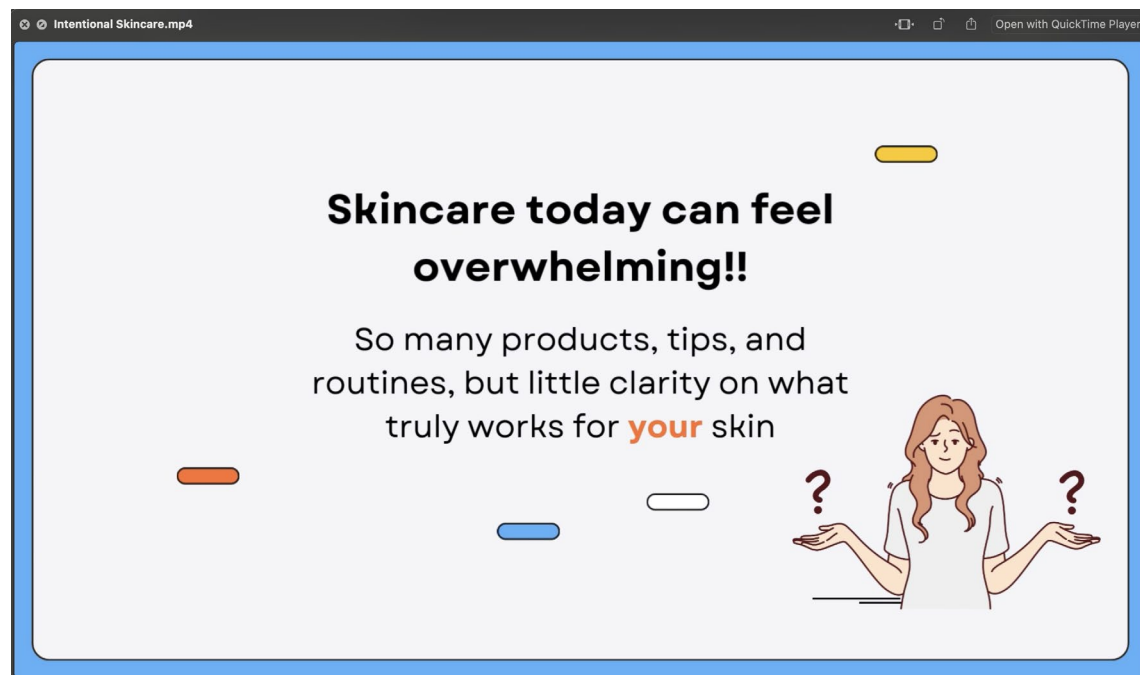 Intentional Skincare.mp4
Open with QuickTime Player
Skincare today can feel
overwhelming!!
So many products, tips, and
routines, but little clarity on what
truly works for your skin
? ?